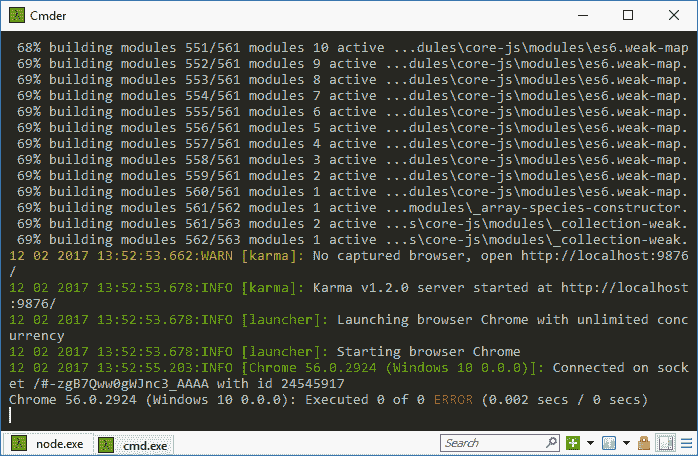 Cmder
68% building modules 551/561 modules 10 active ...dules\core-js\modules\es6.weak-map
69% building modules 552/561 modules 9 active ...dules\core-js\modules\es6.weak-map.
69% building modules 553/561 modules 8 active ...dules\core-js\modules\es6.weak-map.
69% building modules 554/561 modules 7 active ...dules\core-js\modules\es6.weak-map.
69% building modules 555/561 modules 6 active ...dules\core-js\modules\es6.weak-map.
69% building modules 556/561 modules 5 active ...dules\core-js\modules\es6.weak-map.
69% building modules 557/561 modules 4 active ...dules\core-js\modules\es6.weak-map.
69% building modules 558/561 modules 3 active ...dules\core-js\modules\es6.weak-map.
69% building modules 559/561 modules 2 active ...dules\core-js\modules\es6.weak-map.
69% building modules 560/561 modules 1 active ...dules\core-js\modules\es6.weak-map.
69% building modules 561/562 modules 1 active ...modules\_array-species-constructor.
69% building modules 561/563 modules 2 active ...s\core-js\modules\_collection-weak.
69% building modules 562/563 modules 1 active ...s\core-js\modules\_collection-weak.
12 02 2017 13:52:53.662:WARN [karma]: No captured browser, open http://localhost:9876
/
12 02 2017 13:52:53.678:INFO [karma]: Karma v1.2.0 server started at http://localhost
:9876/
12 02 2017 13:52:53.678:INFO [launcher]: Launching browser Chrome with unlimited conc
urrency
12 02 2017 13:52:53.678:INFO [launcher]: Starting browser Chrome
12 02 2017 13:52:55.203:INFO [Chrome 56.0.2924 (Windows 10 0.0.0)]: Connected on sock
et /#-zgB7Qww0gWJnc3_AAAA with id 24545917
Chrome 56.0.2924 (Windows 10 0.0.0): Executed 0 of 0 ERROR (0.002 secs / 0 secs)
node.exe
cmd.exe
Search